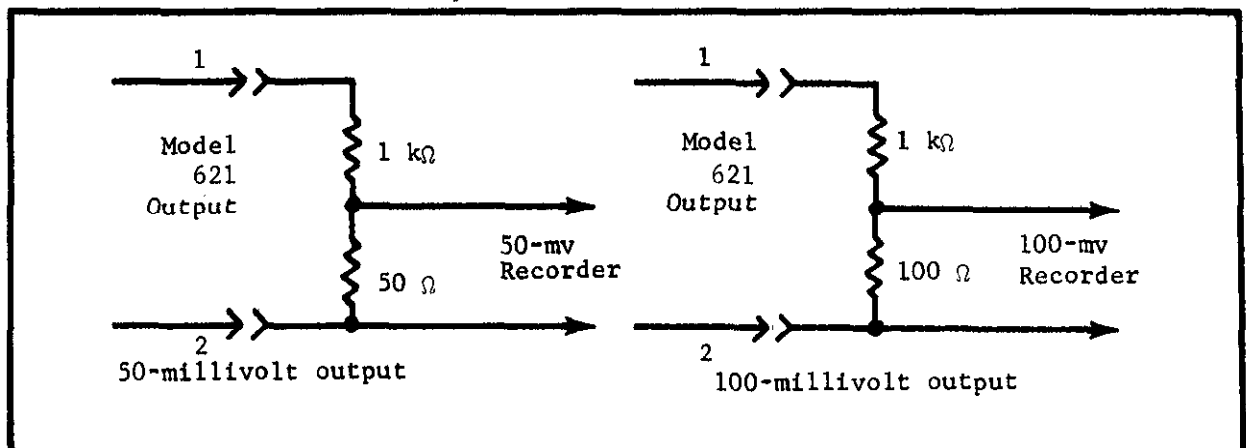 1
Model
621
Output
1 kΩ
50-mv
Recorder
50 Ω
2
50-millivolt output
1
Model
621
Output
1 kΩ
100-mv
Recorder
100 Ω
2
100-millivolt output